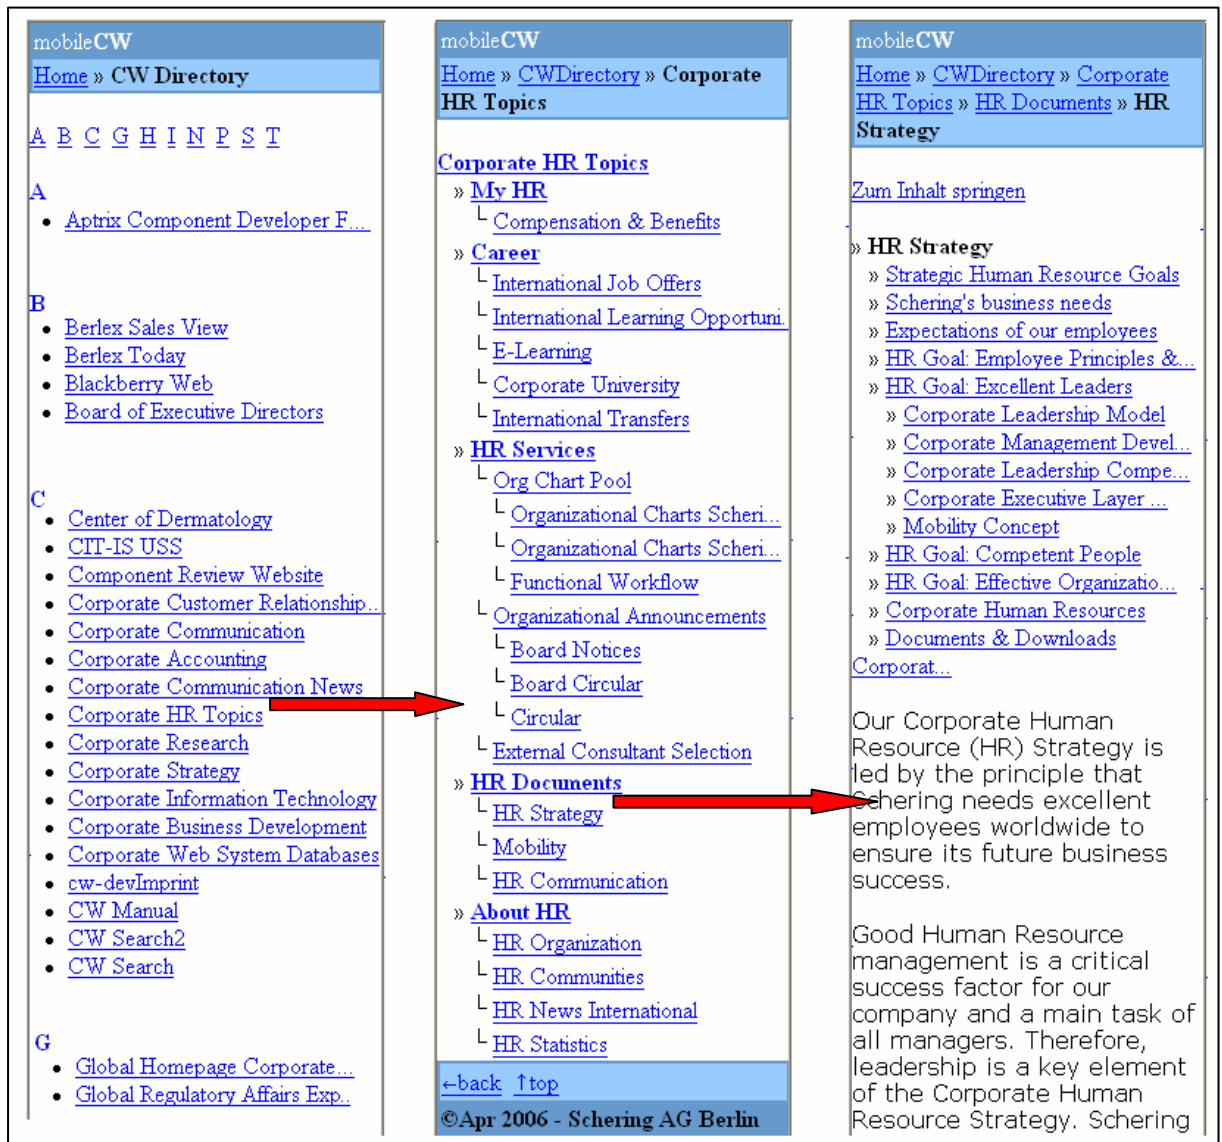 mobileCW
Home » CW Directory
A B C G H I N P S T
A
• Aptrix Component Developer F...
B
• Berlex Sales View
• Berlex Today
• Blackberry Web
• Board of Executive Directors
C
• Center of Dermatology
• CIT-IS USS
• Component Review Website
• Corporate Customer Relationship...
• Corporate Communication
• Corporate Accounting
• Corporate Communication News
• Corporate HR Topics
• Corporate Research
• Corporate Strategy
• Corporate Information Technology
• Corporate Business Development
• Corporate Web System Databases
• cw-devImprint
• CW Manual
• CW Search2
• CW Search
G
• Global Homepage Corporate...
• Global Regulatory Affairs Exp..
mobileCW
Home » CWDirectory » Corporate
HR Topics
Corporate HR Topics
» My HR
└ Compensation & Benefits
» Career
└ International Job Offers
└ International Learning Opportuni.
└ E-Learning
└ Corporate University
└ International Transfers
» HR Services
└ Org Chart Pool
└ Organizational Charts Scheri...
└ Organizational Charts Scheri...
└ Functional Workflow
└ Organizational Announcements
└ Board Notices
└ Board Circular
└ Circular
└ External Consultant Selection
» HR Documents
└ HR Strategy
└ Mobility
└ HR Communication
» About HR
└ HR Organization
└ HR Communities
└ HR News International
└ HR Statistics
←back ↑top
©Apr 2006 - Schering AG Berlin
mobileCW
Home » CWDirectory » Corporate
HR Topics » HR Documents » HR
Strategy
Zum Inhalt springen
» HR Strategy
» Strategic Human Resource Goals
» Schering's business needs
» Expectations of our employees
» HR Goal: Employee Principles &...
» HR Goal: Excellent Leaders
» Corporate Leadership Model
» Corporate Management Devel...
» Corporate Leadership Compe...
» Corporate Executive Layer ...
» Mobility Concept
» HR Goal: Competent People
» HR Goal: Effective Organizatio...
» Corporate Human Resources
» Documents & Downloads
Corporat...
Our Corporate Human
Resource (HR) Strategy is
led by the principle that
Schering needs excellent
employees worldwide to
ensure its future business
success.
Good Human Resource
management is a critical
success factor for our
company and a main task of
all managers. Therefore,
leadership is a key element
of the Corporate Human
Resource Strategy. Schering